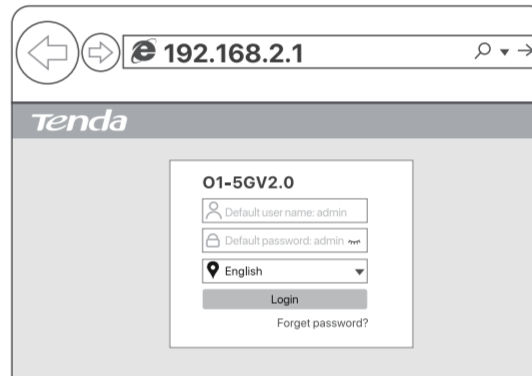 192.168.2.1
Tenda
O1-5GV2.0
Default user name: admin
Default password: admin
English
Login
Forget password?